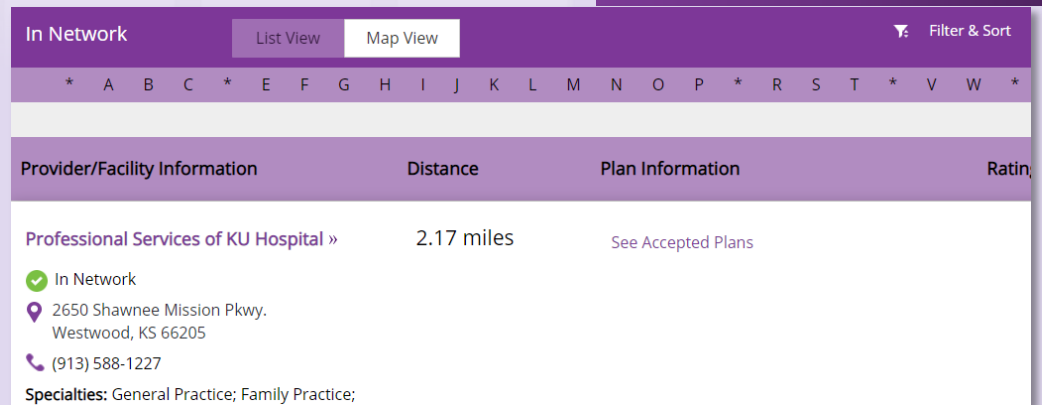 In Network List View Map View Filter & Sort
* A B C * E F G H I J K L M N O P * R S T * V W *
Provider/Facility Information Distance Plan Information Rating
Professional Services of KU Hospital » 2.17 miles See Accepted Plans
In Network
2650 Shawnee Mission Pkwy.
Westwood, KS 66205
(913) 588-1227
Specialties: General Practice; Family Practice;